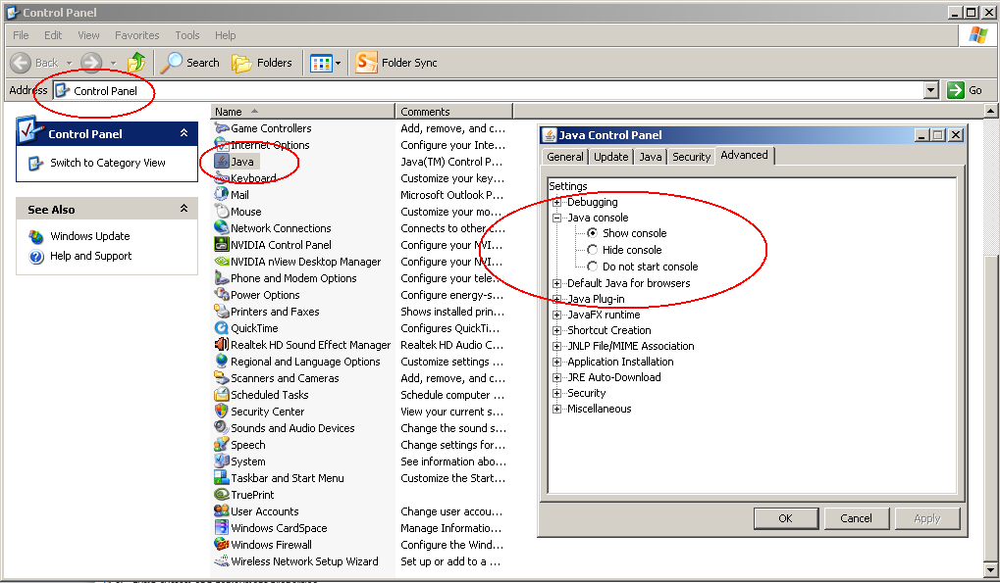 Control Panel
File Edit View Favorites Tools Help
Back Search Folders Folder Sync
Address Control Panel Go
Control Panel
Switch to Category View
See Also
Windows Update
Help and Support
Name Comments
Game Controllers Add, remove, and c...
Internet Options Configure your Inte...
Java Java(TM) Control P...
Keyboard Customize your key...
Mail Microsoft Outlook P...
Mouse Customize your mo...
Network Connections Connects to other c...
NVIDIA Control Panel Configure your NVI...
NVIDIA nView Desktop Manager Configure your NVI...
Phone and Modem Options Configure your tele...
Power Options Configure energy-s...
Printers and Faxes Shows installed prin...
QuickTime Configures QuickTi...
Realtek HD Sound Effect Manager Realtek HD Audio C...
Regional and Language Options Customize settings ...
Scanners and Cameras Add, remove, and c...
Scheduled Tasks Schedule computer ...
Security Center View your current s...
Sounds and Audio Devices Change the sound s...
Speech Change settings for...
System See information abo...
Taskbar and Start Menu Customize the Start...
TruePrint
User Accounts Change user accou...
Windows CardSpace Manage Informatio...
Windows Firewall Configure the Wind...
Wireless Network Setup Wizard Set up or add to a ...
Java Control Panel
General Update Java Security Advanced
Settings
Debugging
Java console
Show console
Hide console
Do not start console
Default Java for browsers
Java Plug-in
JavaFX runtime
Shortcut Creation
JNLP File/MIME Association
Application Installation
JRE Auto-Download
Security
Miscellaneous
OK Cancel Apply